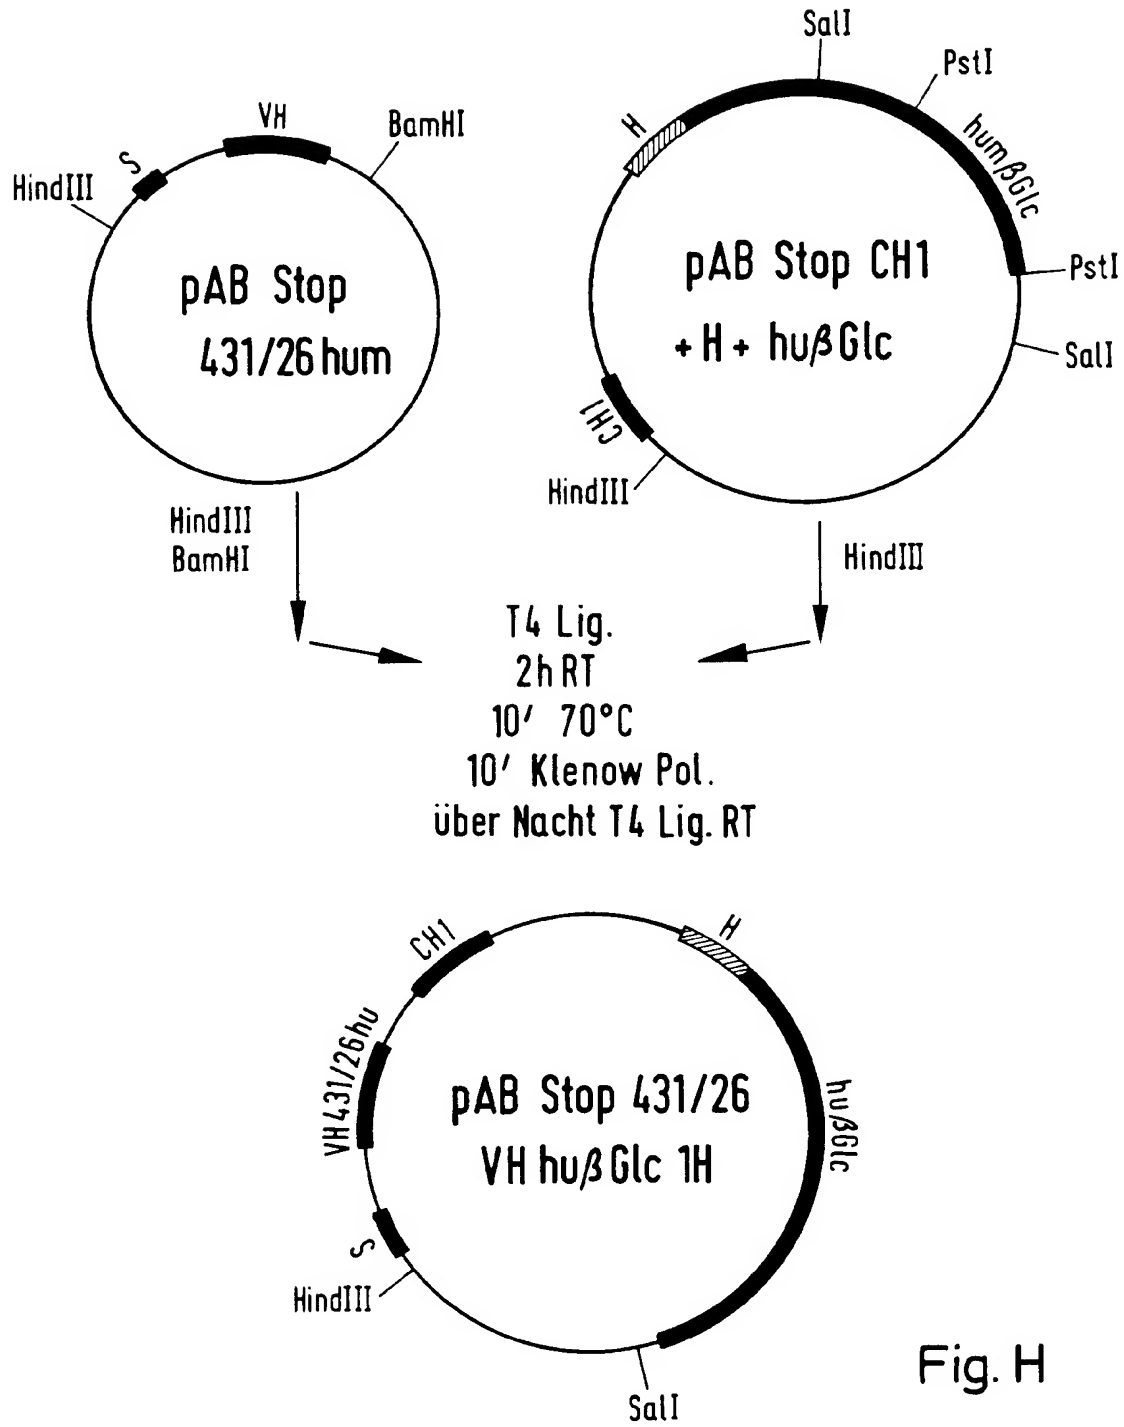 VH
BamHI
S
HindIII
pAB Stop
431/26 hum
HindIII
BamHI
SalI
PstI
H
humβGlc
pAB Stop CH1
+ H + huβGlc
PstI
SalI
CH1
HindIII
HindIII
T4 Lig.
2h RT
10′ 70°C
10′ Klenow Pol.
über Nacht T4 Lig. RT
CH1
H
VH 431/26hu
pAB Stop 431/26
VH huβGlc 1H
huβGlc
S
HindIII
SalI
Fig. H